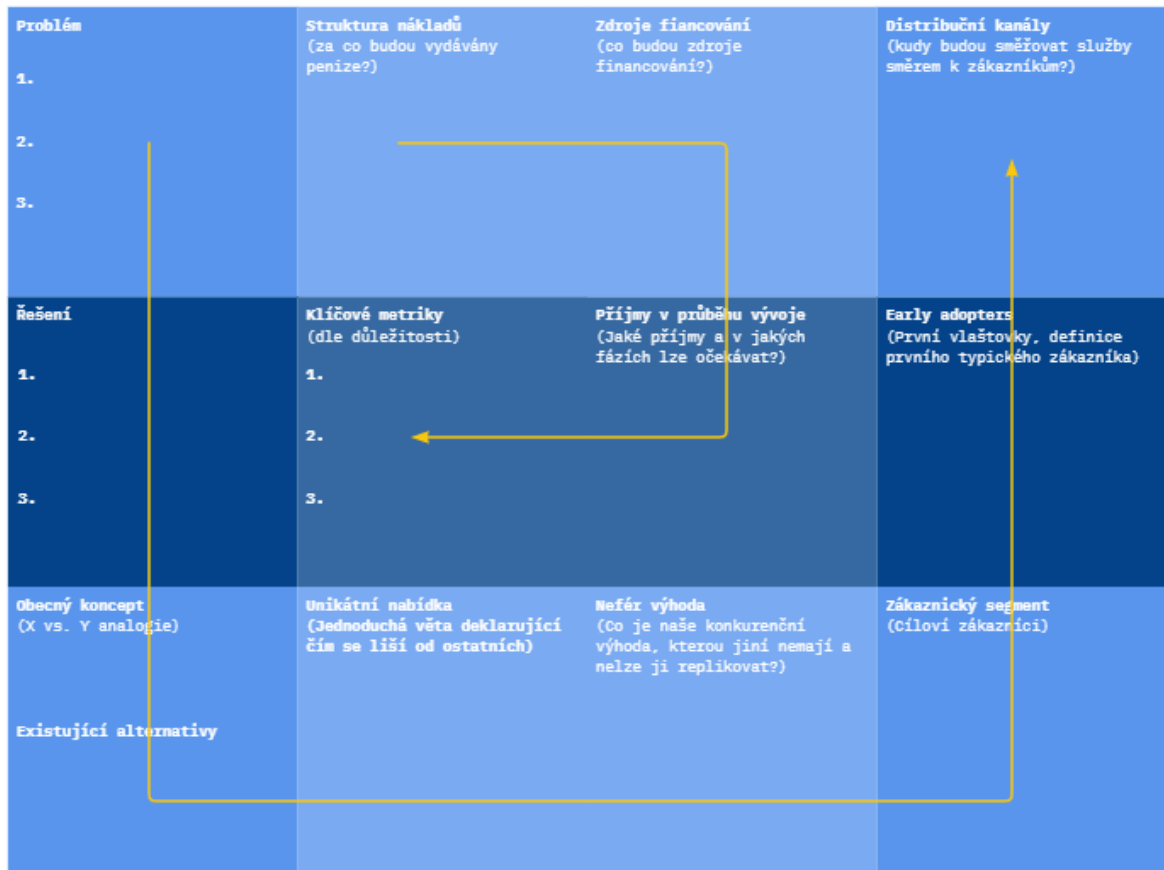 Problém
1.
2.
3.
Struktura nákladů
(za co budou vydávány
penize?)
Zdroje fiancování
(co budou zdroje
financování?)
Distribuční kanály
(kudy budou směřovat služby
směrem k zákazníkům?)
Řešení
1.
2.
3.
Klíčové metriky
(dle důležitosti)
1.
2.
3.
Příjmy v průběhu vývoje
(Jaké příjmy a v jakých
fázích lze očekávat?)
Early adopters
(První vlaštovky, definice
prvního typického zákazníka)
Obecný koncept
(X vs. Y analogie)
Existující alternativy
Unikátní nabídka
(Jednoduchá věta deklarující
čím se liší od ostatních)
Nefér výhoda
(Co je naše konkurenční
výhoda, kterou jiní nemají a
nelze ji replikovat?)
Zákaznický segment
(Cíloví zákazníci)